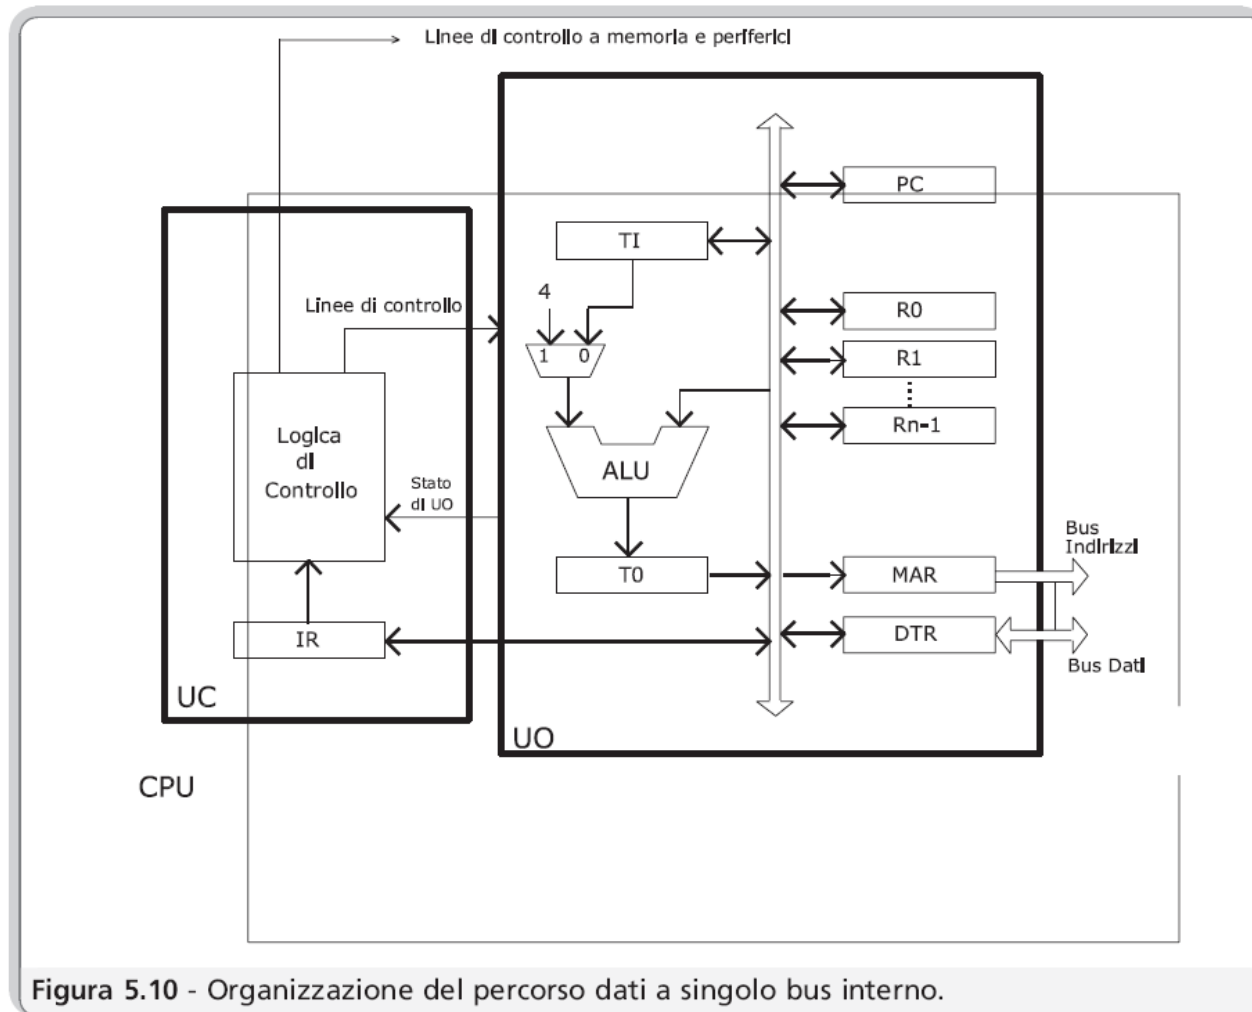 Linee di controllo a memoria e periferici
PC
TI
4
Linee di controllo
R0
1 0
R1
Rn-1
Logica
di
Controllo
ALU
Stato
di UO
Bus
Indirizzi
T0
MAR
IR
DTR
Bus Dati
UC
UO
CPU
Figura 5.10 - Organizzazione del percorso dati a singolo bus interno.